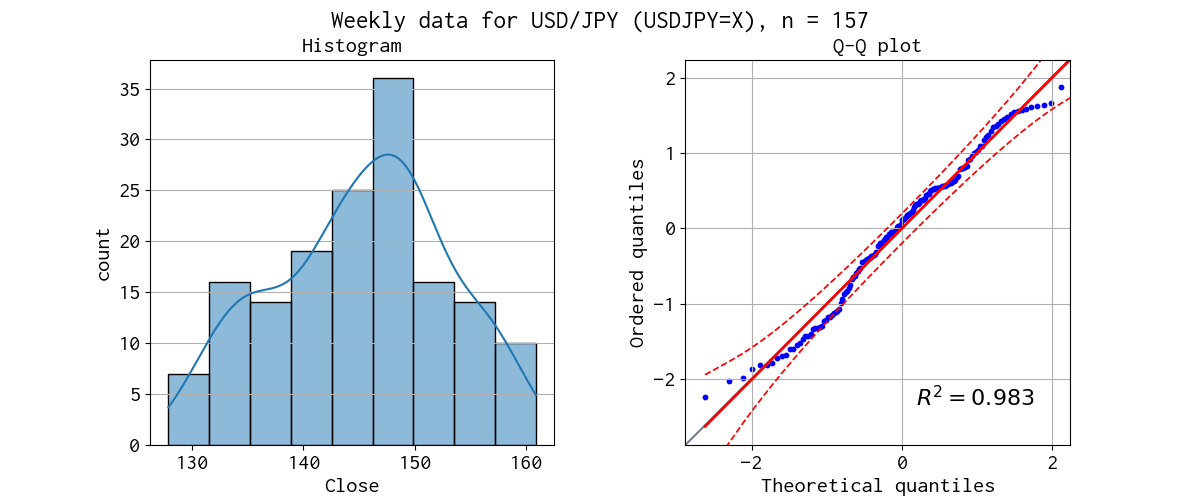 Weekly data for USD/JPY (USDJPY=X), n = 157
Histogram
count
35
30
25
20
15
10
5
0
130 140 150 160
Close
Q-Q plot
Ordered quantiles
2
1
0
−1
−2
R² = 0.983
−2 0 2
Theoretical quantiles